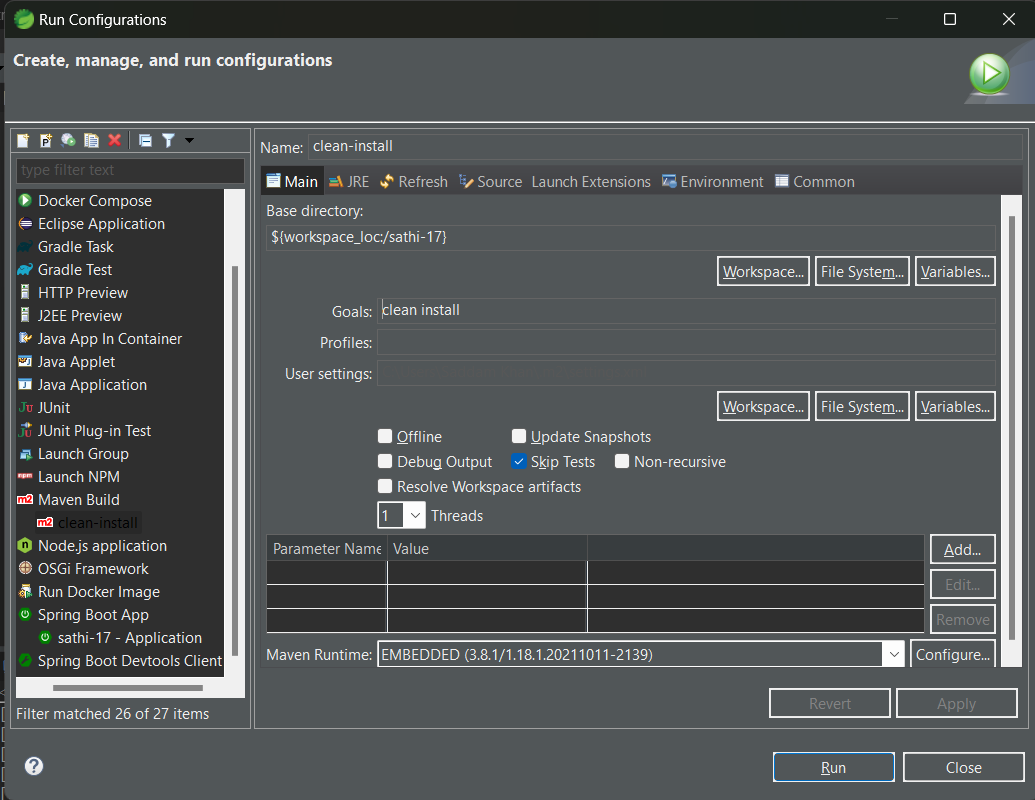 Run Configurations
Create, manage, and run configurations
type filter text
Docker Compose
Eclipse Application
Gradle Task
Gradle Test
HTTP Preview
J2EE Preview
Java App In Container
Java Applet
Java Application
JUnit
JUnit Plug-in Test
Launch Group
Launch NPM
Maven Build
clean-install
Node.js application
OSGi Framework
Run Docker Image
Spring Boot App
sathi-17 - Application
Spring Boot Devtools Client
Filter matched 26 of 27 items
Name: clean-install
Main JRE Refresh Source Launch Extensions Environment Common
Base directory:
${workspace_loc:/sathi-17}
Workspace... File System... Variables...
Goals: clean install
Profiles:
User settings:
Workspace... File System... Variables...
Offline Update Snapshots
Debug Output Skip Tests Non-recursive
Resolve Workspace artifacts
1 Threads
Parameter Name Value
Add...
Edit...
Remove
Maven Runtime: EMBEDDED (3.8.1/1.18.1.20211011-2139) Configure...
Revert Apply
Run Close